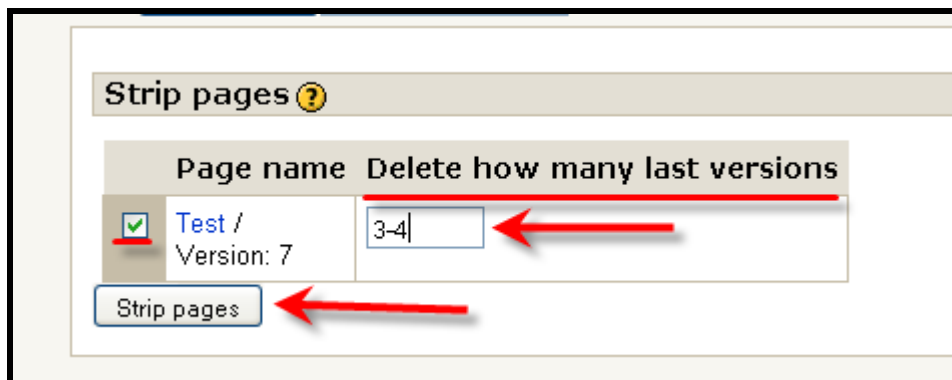 Strip pages ?
Page name Delete how many last versions
Test /
Version: 7
3-4
Strip pages